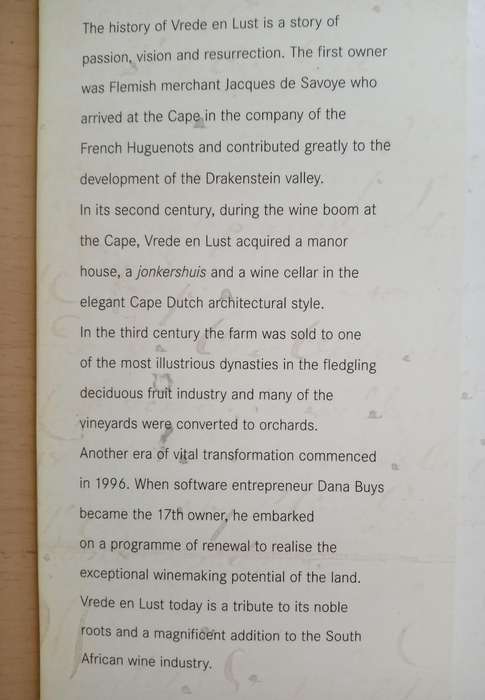 The history of Vrede en Lust is a story of
passion, vision and resurrection. The first owner
was Flemish merchant Jacques de Savoye who
arrived at the Cape in the company of the
French Huguenots and contributed greatly to the
development of the Drakenstein valley.
In its second century, during the wine boom at
the Cape, Vrede en Lust acquired a manor
house, a jonkershuis and a wine cellar in the
elegant Cape Dutch architectural style.
In the third century the farm was sold to one
of the most illustrious dynasties in the fledgling
deciduous fruit industry and many of the
vineyards were converted to orchards.
Another era of vital transformation commenced
in 1996. When software entrepreneur Dana Buys
became the 17th owner, he embarked
on a programme of renewal to realise the
exceptional winemaking potential of the land.
Vrede en Lust today is a tribute to its noble
roots and a magnificent addition to the South
African wine industry.